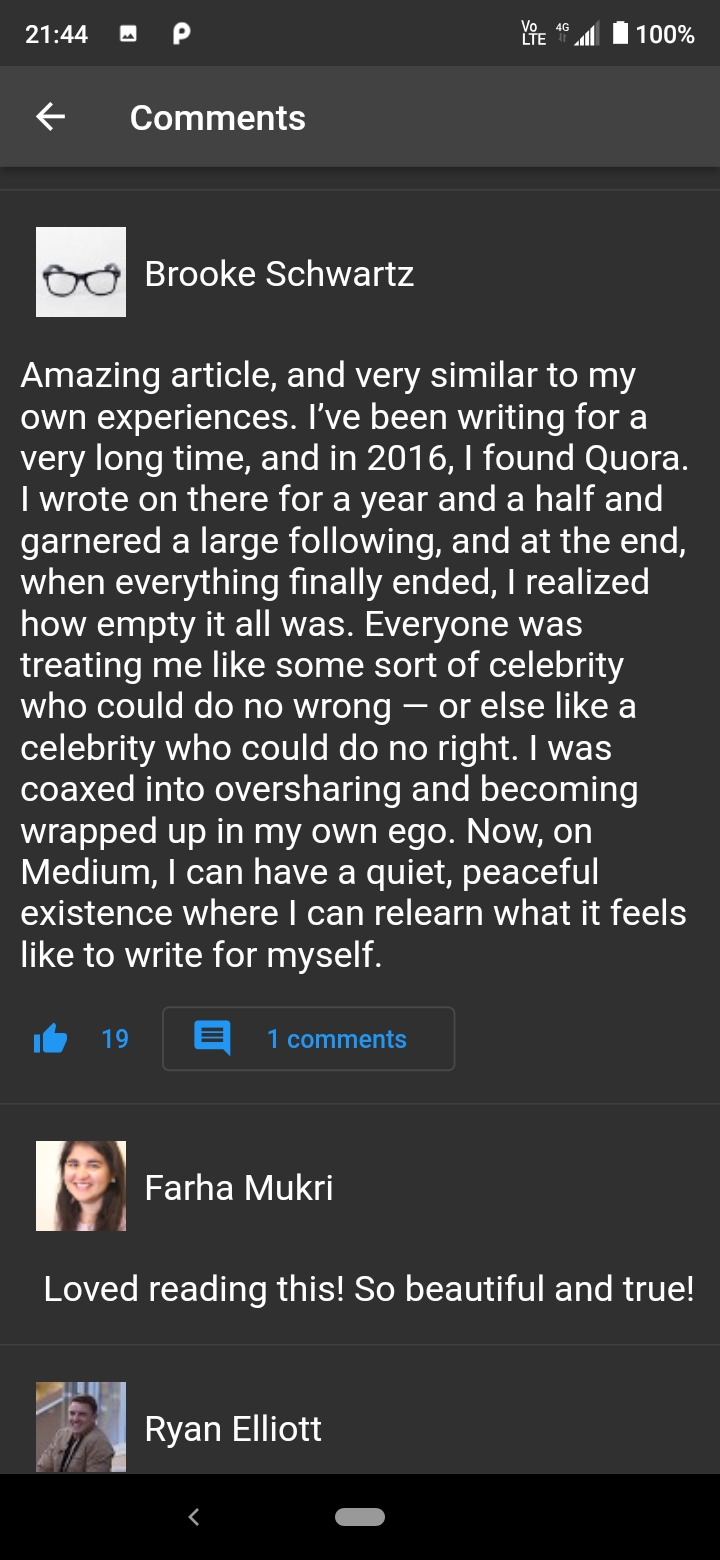 21:44
Vo LTE 4G 100%
Comments
Brooke Schwartz
Amazing article, and very similar to my
own experiences. I’ve been writing for a
very long time, and in 2016, I found Quora.
I wrote on there for a year and a half and
garnered a large following, and at the end,
when everything finally ended, I realized
how empty it all was. Everyone was
treating me like some sort of celebrity
who could do no wrong — or else like a
celebrity who could do no right. I was
coaxed into oversharing and becoming
wrapped up in my own ego. Now, on
Medium, I can have a quiet, peaceful
existence where I can relearn what it feels
like to write for myself.
19 1 comments
Farha Mukri
Loved reading this! So beautiful and true!
Ryan Elliott